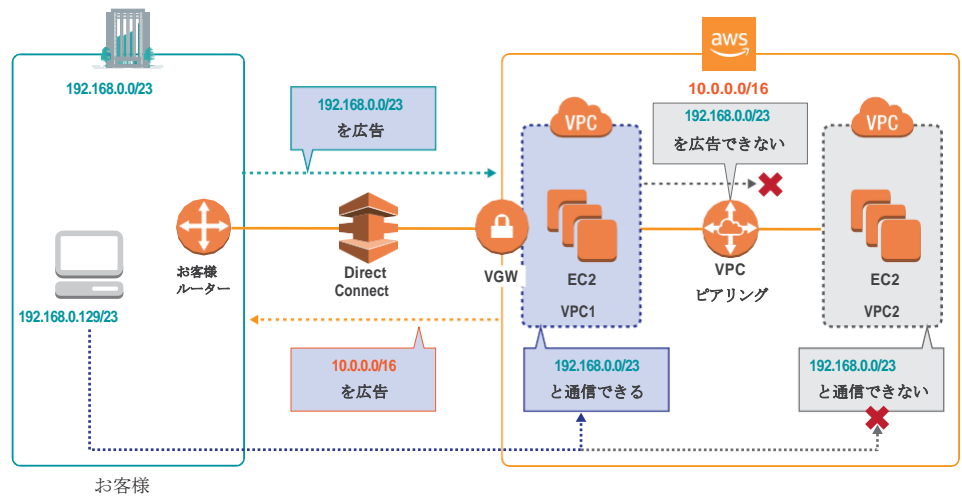 aws
192.168.0.0/23
10.0.0.0/16
192.168.0.0/23
を広告
192.168.0.0/23
を広告できない
VPC
VPC
お客様
ルーター
Direct
Connect
VGW
EC2
VPC1
VPC
ピアリング
EC2
VPC2
192.168.0.129/23
10.0.0.0/16
を広告
192.168.0.0/23
と通信できる
192.168.0.0/23
と通信できない
お客様